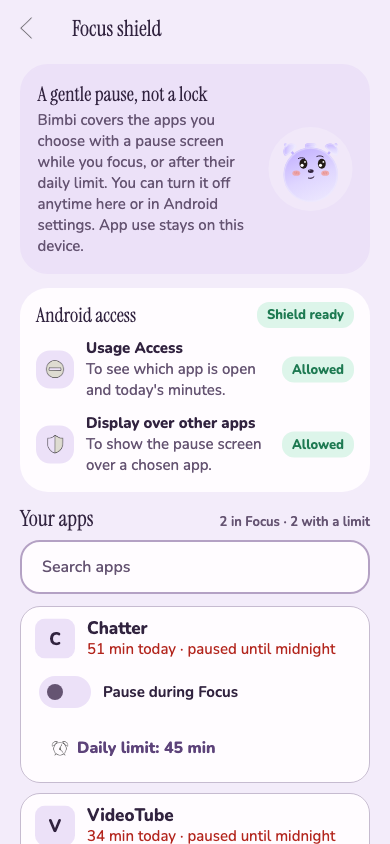 Focus shield
A gentle pause, not a lock
Bimbi covers the apps you
choose with a pause screen
while you focus, or after their
daily limit. You can turn it off
anytime here or in Android
settings. App use stays on this
device.
Android access
Shield ready
Usage Access
To see which app is open
and today's minutes.
Allowed
Display over other apps
To show the pause screen
over a chosen app.
Allowed
Your apps
2 in Focus · 2 with a limit
Search apps
C
Chatter
51 min today · paused until midnight
Pause during Focus
Daily limit: 45 min
V
VideoTube
34 min today · paused until midnight